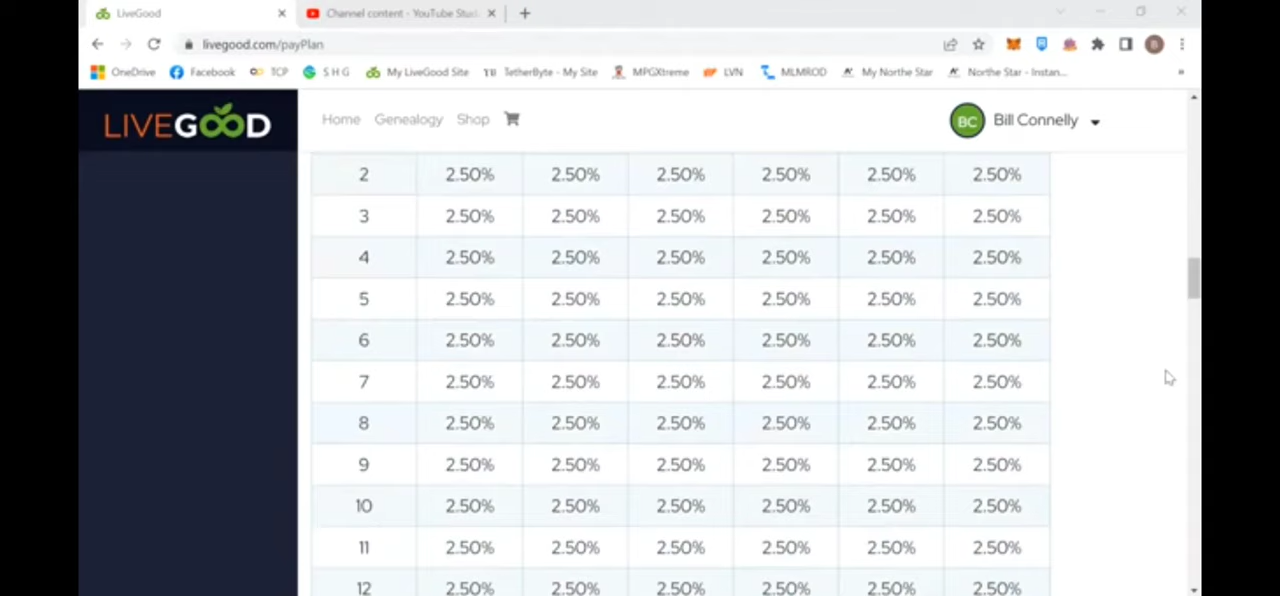 LiveGood
Channel content - YouTube Studi
livegood.com/payPlan
B
OneDrive Facebook TCP S H G My LiveGood Site TetherByte - My Site MPGXtreme LVN MLMROD My Northe Star Northe Star - Instan... »
LIVEGOOD
Home Genealogy Shop
BC Bill Connelly
2 2.50% 2.50% 2.50% 2.50% 2.50% 2.50%
3 2.50% 2.50% 2.50% 2.50% 2.50% 2.50%
4 2.50% 2.50% 2.50% 2.50% 2.50% 2.50%
5 2.50% 2.50% 2.50% 2.50% 2.50% 2.50%
6 2.50% 2.50% 2.50% 2.50% 2.50% 2.50%
7 2.50% 2.50% 2.50% 2.50% 2.50% 2.50%
8 2.50% 2.50% 2.50% 2.50% 2.50% 2.50%
9 2.50% 2.50% 2.50% 2.50% 2.50% 2.50%
10 2.50% 2.50% 2.50% 2.50% 2.50% 2.50%
11 2.50% 2.50% 2.50% 2.50% 2.50% 2.50%
12 2.50% 2.50% 2.50% 2.50% 2.50% 2.50%